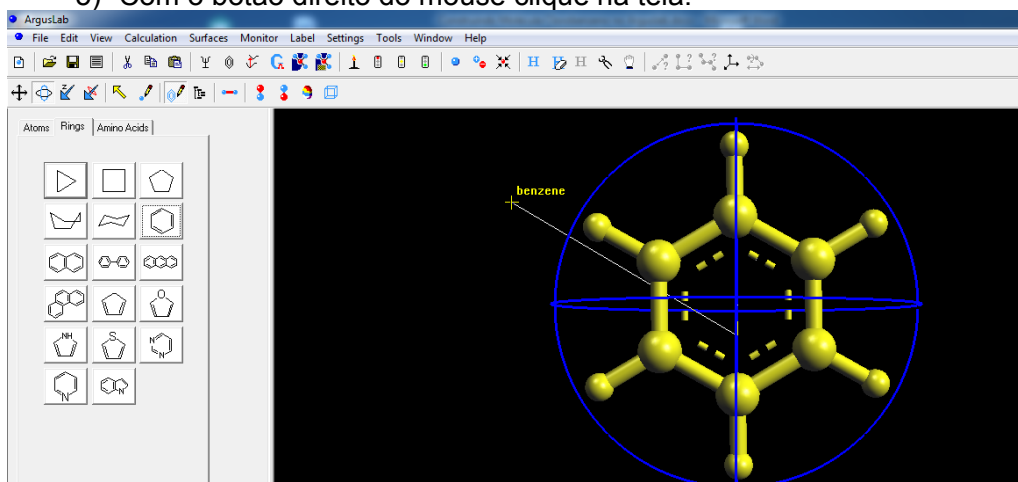 Com o botão direito do mouse clique na tela.
ArgusLab
File Edit View Calculation Surfaces Monitor Label Settings Tools Window Help
H H
Atoms Rings Amino Acids
benzene
O
NH S N N
N N